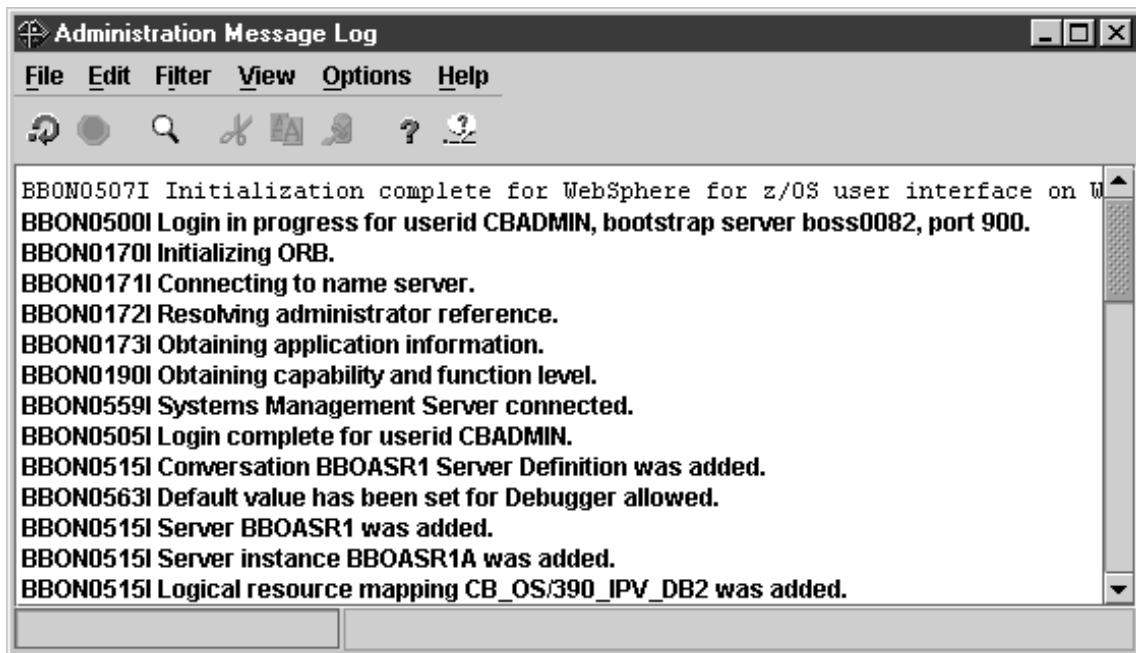 Administration Message Log
File Edit Filter View Options Help
BBON0507I Initialization complete for WebSphere for z/OS user interface on W
BBON0500I Login in progress for userid CBADMIN, bootstrap server boss0082, port 900.
BBON0170I Initializing ORB.
BBON0171I Connecting to name server.
BBON0172I Resolving administrator reference.
BBON0173I Obtaining application information.
BBON0190I Obtaining capability and function level.
BBON0559I Systems Management Server connected.
BBON0505I Login complete for userid CBADMIN.
BBON0515I Conversation BBOASR1 Server Definition was added.
BBON0563I Default value has been set for Debugger allowed.
BBON0515I Server BBOASR1 was added.
BBON0515I Server instance BBOASR1A was added.
BBON0515I Logical resource mapping CB_OS/390_IPV_DB2 was added.